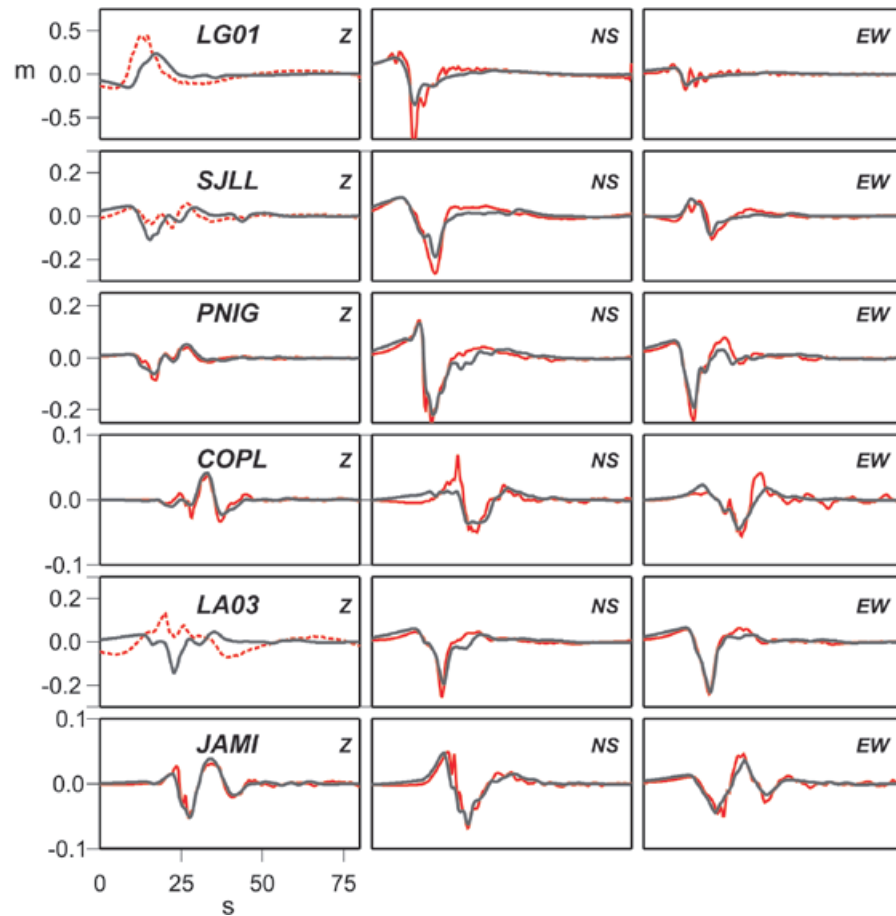 0.5
LG01 Z NS EW
m 0.0
-0.5
0.2
SJLL Z NS EW
0.0
-0.2
0.2
PNIG Z NS EW
0.0
-0.2
0.1
COPL Z NS EW
0.0
-0.1
0.2
LA03 Z NS EW
0.0
-0.2
0.1
JAMI Z NS EW
0.0
-0.1
0 25 50 75
s